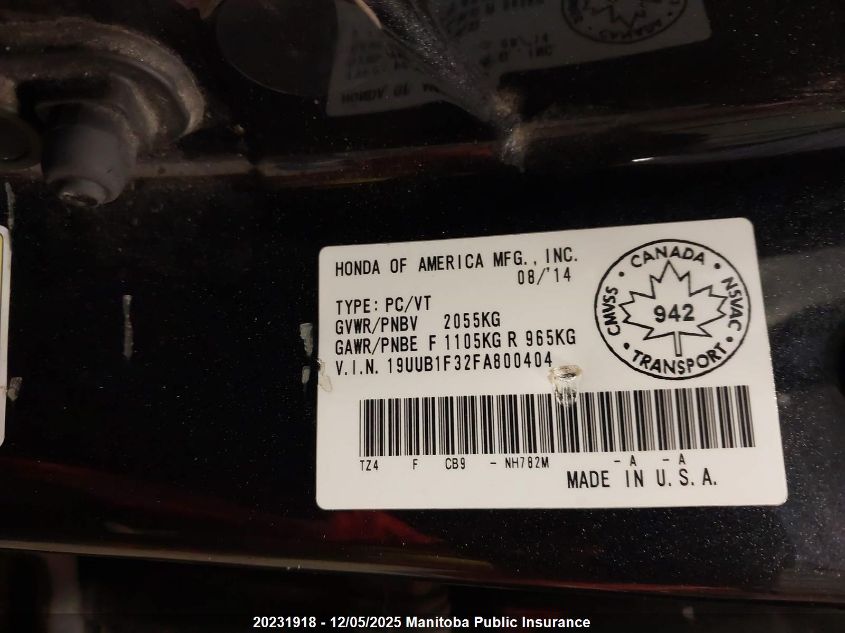 HONDA OF AMERICA MFG., INC.
08/'14
TYPE: PC/VT
GVWR/PNBV 2055KG
GAWR/PNBE F 1105KG R 965KG
V.I.N. 19UUB1F32FA800404
CANADA
CMVSS
942
NSVAC
TRANSPORT
TZ4 F CB9 - NH782M - A - A
MADE IN U.S.A.
20231918 - 12/05/2025 Manitoba Public Insurance